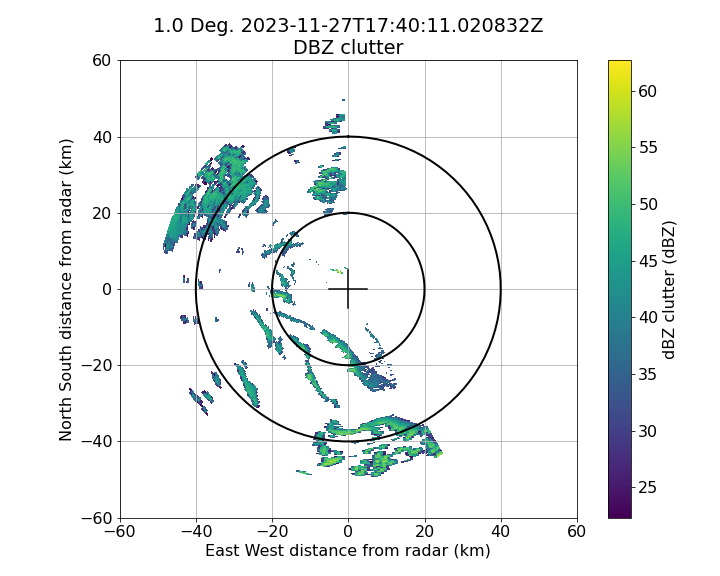 1.0 Deg. 2023-11-27T17:40:11.020832Z
DBZ clutter
60
40
20
0
−20
−40
−60
−60 −40 −20 0 20 40 60
North South distance from radar (km)
East West distance from radar (km)
60
55
50
45
40
35
30
25
dBZ clutter (dBZ)